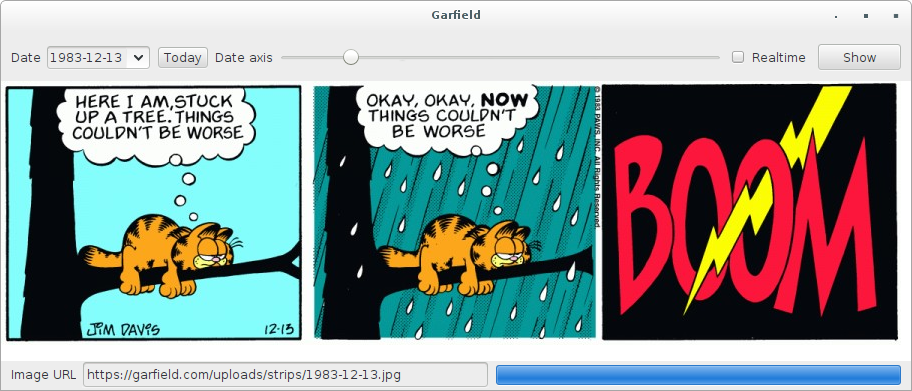 Garfield
Date 1983-12-13 Today Date axis Realtime Show
HERE I AM, STUCK
UP A TREE. THINGS
COULDN'T BE WORSE
JIM DAVIS
12-13
OKAY, OKAY, NOW
THINGS COULDN'T
BE WORSE
© 1983 PAWS, INC. All Rights Reserved.
BOOM
Image URL https://garfield.com/uploads/strips/1983-12-13.jpg